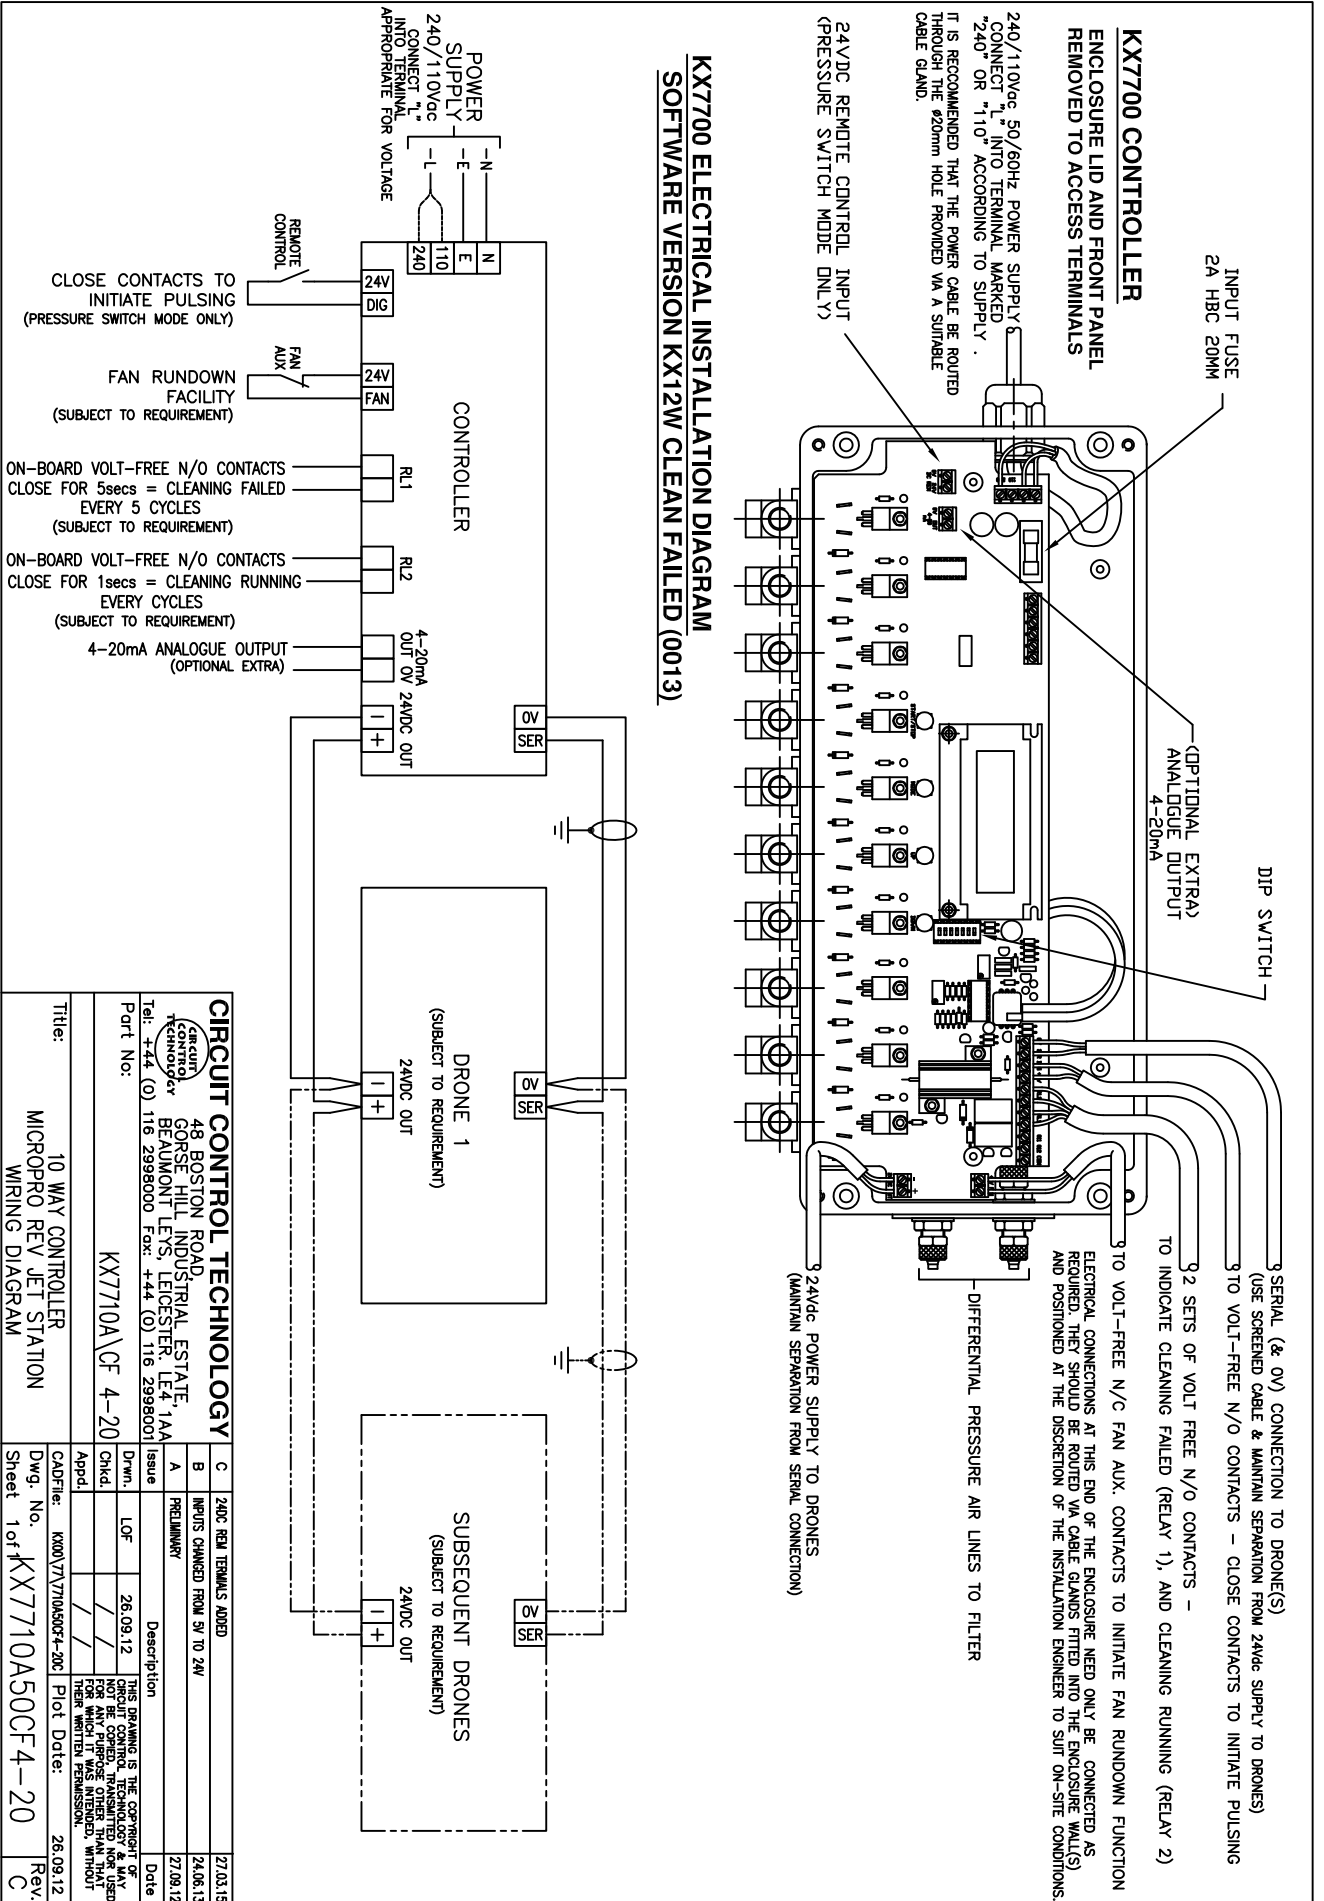 KX7700 CONTROLLER
ENCLOSURE LID AND FRONT PANEL
REMOVED TO ACCESS TERMINALS
INPUT FUSE
2A HBC 20MM
240/110Vac 50/60Hz POWER SUPPLY
CONNECT "L" INTO TERMINAL MARKED
"240" OR "110" ACCORDING TO SUPPLY .
IT IS RECCOMMENDED THAT THE POWER CABLE BE ROUTED
THROUGH THE ø20mm HOLE PROVIDED VIA A SUITABLE
CABLE GLAND.
24VDC REMOTE CONTROL INPUT
(PRESSURE SWITCH MODE ONLY)
(OPTIONAL EXTRA)
ANALOGUE OUTPUT
4-20mA
DIP SWITCH
SERIAL (& OV) CONNECTION TO DRONE(S)
(USE SCREENED CABLE & MAINTAIN SEPARATION FROM 24Vdc SUPPLY TO DRONES)
TO VOLT-FREE N/O CONTACTS - CLOSE CONTACTS TO INITIATE PULSING
2 SETS OF VOLT FREE N/O CONTACTS -
TO INDICATE CLEANING FAILED (RELAY 1), AND CLEANING RUNNING (RELAY 2)
TO VOLT-FREE N/C FAN AUX. CONTACTS TO INITIATE FAN RUNDOWN FUNCTION
ELECTRICAL CONNECTIONS AT THIS END OF THE ENCLOSURE NEED ONLY BE CONNECTED AS
REQUIRED. THEY SHOULD BE ROUTED VIA CABLE GLANDS FITTED INTO THE ENCLOSURE WALL(S)
AND POSITIONED AT THE DISCRETION OF THE INSTALLATION ENGINEER TO SUIT ON-SITE CONDITIONS.
DIFFERENTIAL PRESSURE AIR LINES TO FILTER
24Vdc POWER SUPPLY TO DRONES
(MAINTAIN SEPARATION FROM SERIAL CONNECTION)
START/STOP
KX7700 ELECTRICAL INSTALLATION DIAGRAM
SOFTWARE VERSION KX12W CLEAN FAILED (0013)
POWER
SUPPLY
240/110Vac
CONNECT "L"
INTO TERMINAL
APPROPRIATE FOR VOLTAGE
-N
-E
-L
N
E
110
240
CONTROLLER
REMOTE
CONTROL
24V
DIG
CLOSE CONTACTS TO
INITIATE PULSING
(PRESSURE SWITCH MODE ONLY)
FAN
AUX
24V
FAN
FAN RUNDOWN
FACILITY
(SUBJECT TO REQUIREMENT)
RL1
ON-BOARD VOLT-FREE N/O CONTACTS
CLOSE FOR 5secs = CLEANING FAILED
EVERY 5 CYCLES
(SUBJECT TO REQUIREMENT)
RL2
ON-BOARD VOLT-FREE N/O CONTACTS
CLOSE FOR 1secs = CLEANING RUNNING
EVERY CYCLES
(SUBJECT TO REQUIREMENT)
4-20mA
OUT OV
4-20mA ANALOGUE OUTPUT
(OPTIONAL EXTRA)
24VDC OUT
- +
OV
SER
DRONE 1
(SUBJECT TO REQUIREMENT)
OV
SER
24VDC OUT
- +
SUBSEQUENT DRONES
(SUBJECT TO REQUIREMENT)
OV
SER
24VDC OUT
- +
CIRCUIT CONTROL TECHNOLOGY
CIRCUIT
CONTROL
TECHNOLOGY
48 BOSTON ROAD,
GORSE HILL INDUSTRIAL ESTATE,
BEAUMONT LEYS, LEICESTER. LE4 1AA
Tel: +44 (0) 116 2998000 Fax: +44 (0) 116 2998001
Part No:
KX7710A\CF 4-20
Title:
10 WAY CONTROLLER
MICROPRO REV JET STATION
WIRING DIAGRAM
C 24DC REM TERMIALS ADDED 27.03.15
B INPUTS CHANGED FROM 5V TO 24V 24.06.13
A PRELIMINARY 27.09.12
Issue Description Date
Drwn. LOF 26.09.12
Chkd. / /
Appd. / /
THIS DRAWING IS THE COPYRIGHT OF
CIRCUIT CONTROL TECHNOLOGY & MAY
NOT BE COPIED, TRANSMITTED NOR USED
FOR ANY PURPOSE OTHER THAN THAT
FOR WHICH IT WAS INTENDED, WITHOUT
THEIR WRITTEN PERMISSION.
CADFile: KX00\77\7710A50CF4-20C Plot Date: 26.09.12
Dwg. No. KX7710A50CF4-20 Rev. C
Sheet 1of1